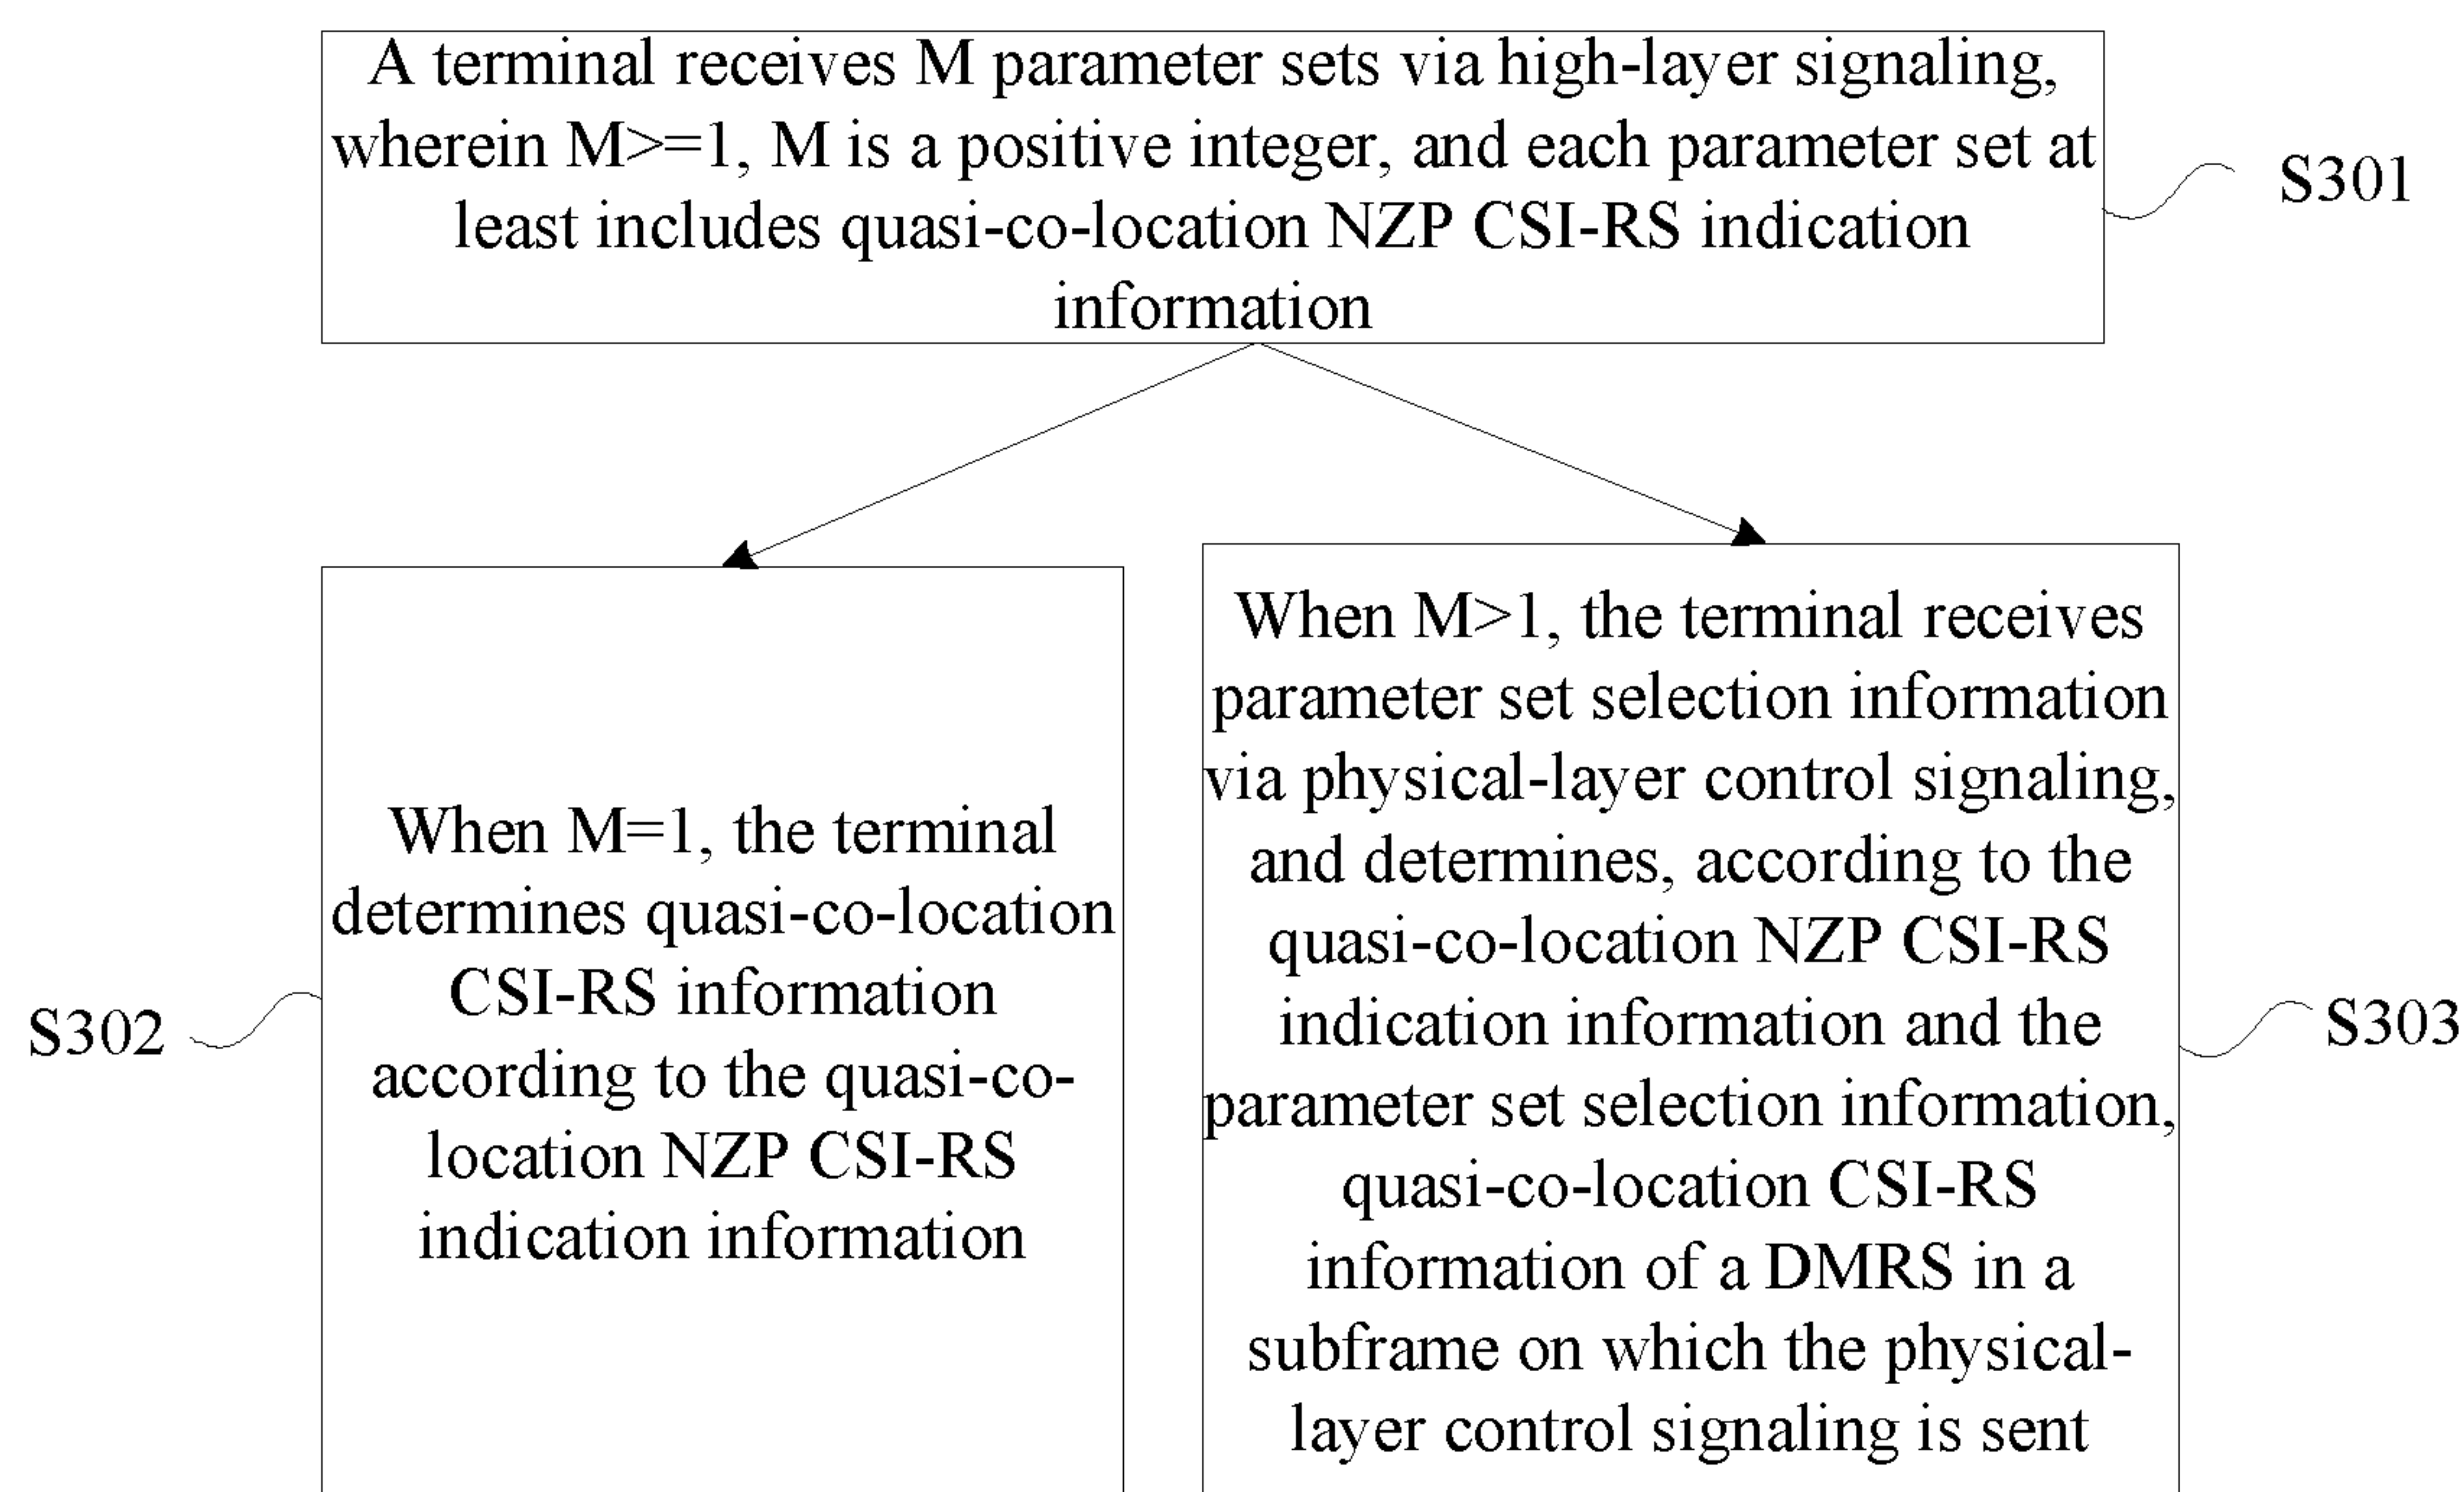 A terminal receives M parameter sets via high-layer signaling,
wherein M>=1, M is a positive integer, and each parameter set at
least includes quasi-co-location NZP CSI-RS indication
information
S301
When M=1, the terminal
determines quasi-co-location
CSI-RS information
according to the quasi-co-
location NZP CSI-RS
indication information
S302
When M>1, the terminal receives
parameter set selection information
via physical-layer control signaling,
and determines, according to the
quasi-co-location NZP CSI-RS
indication information and the
parameter set selection information,
quasi-co-location CSI-RS
information of a DMRS in a
subframe on which the physical-
layer control signaling is sent
S303